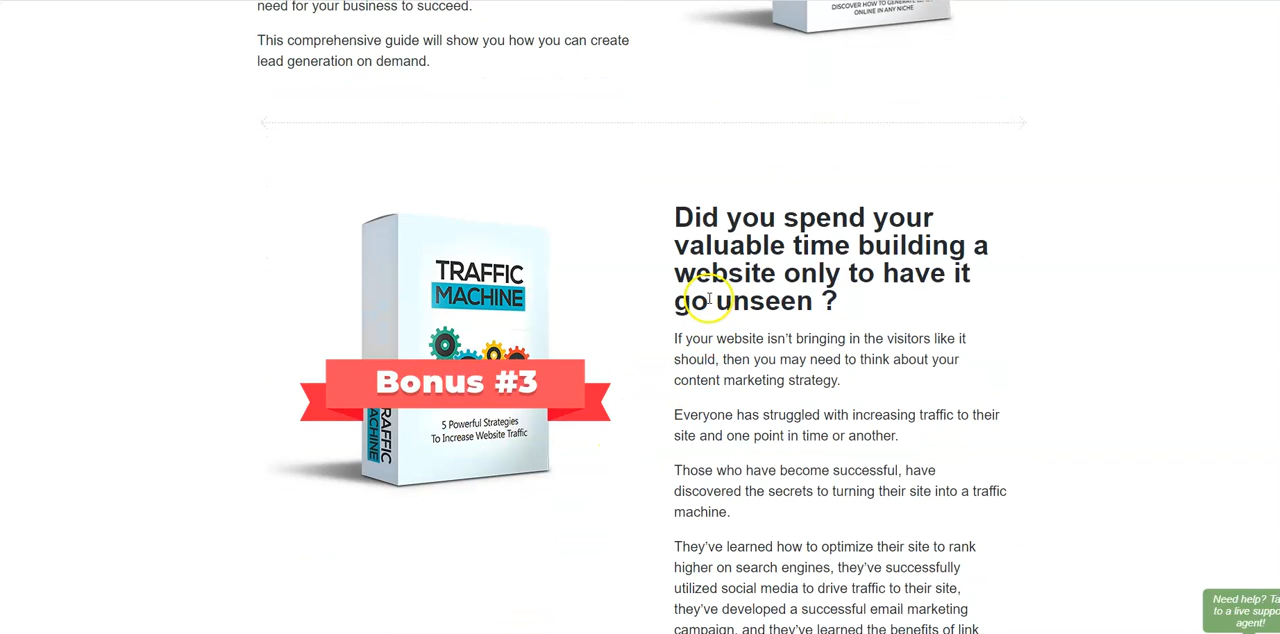 need for your business to succeed.
This comprehensive guide will show you how you can create
lead generation on demand.
DISCOVER HOW TO GENERATE
ONLINE IN ANY NICHE
TRAFFIC
MACHINE
Bonus #3
5 Powerful Strategies
To Increase Website Traffic
TRAFFIC
MACHINE
Did you spend your
valuable time building a
website only to have it
go unseen ?
If your website isn’t bringing in the visitors like it
should, then you may need to think about your
content marketing strategy.
Everyone has struggled with increasing traffic to their
site and one point in time or another.
Those who have become successful, have
discovered the secrets to turning their site into a traffic
machine.
They’ve learned how to optimize their site to rank
higher on search engines, they’ve successfully
utilized social media to drive traffic to their site,
they’ve developed a successful email marketing
campaign, and they’ve learned the benefits of link
Need help? Ta
to a live suppo
agent!